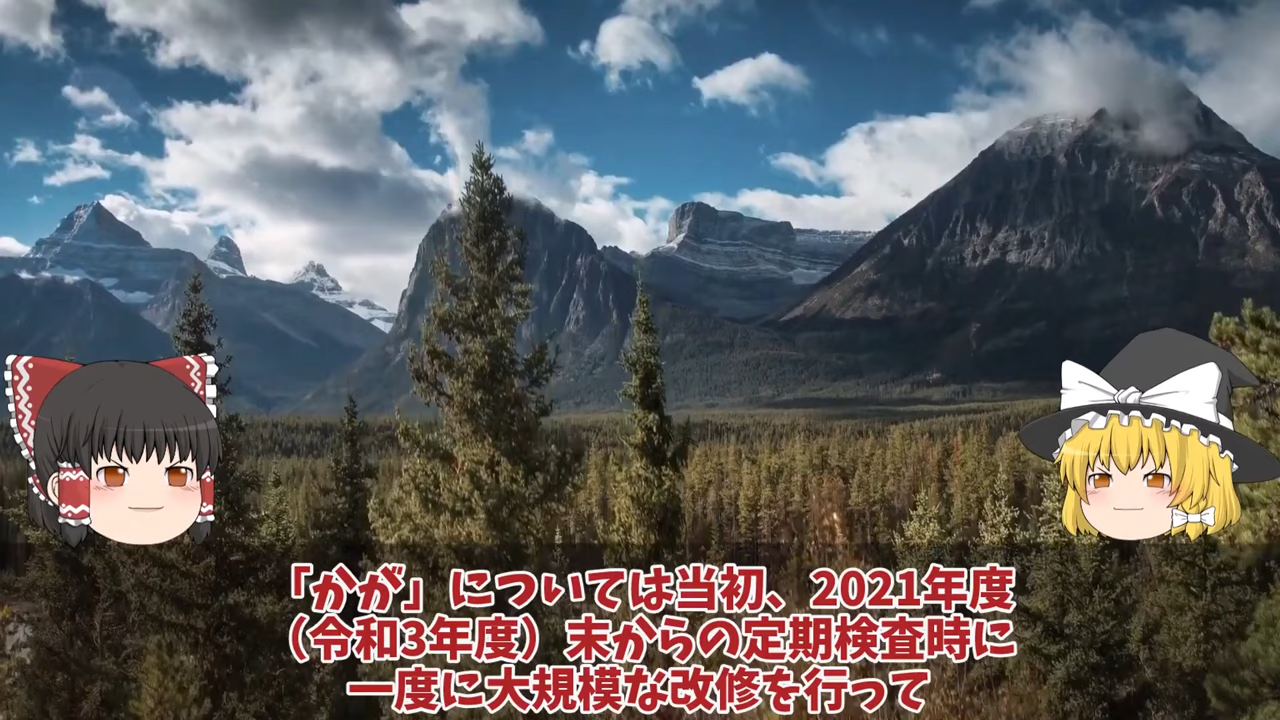 「かが」については当初、2021年度
（令和3年度）末からの定期検査時に
一度に大規模な改修を行って